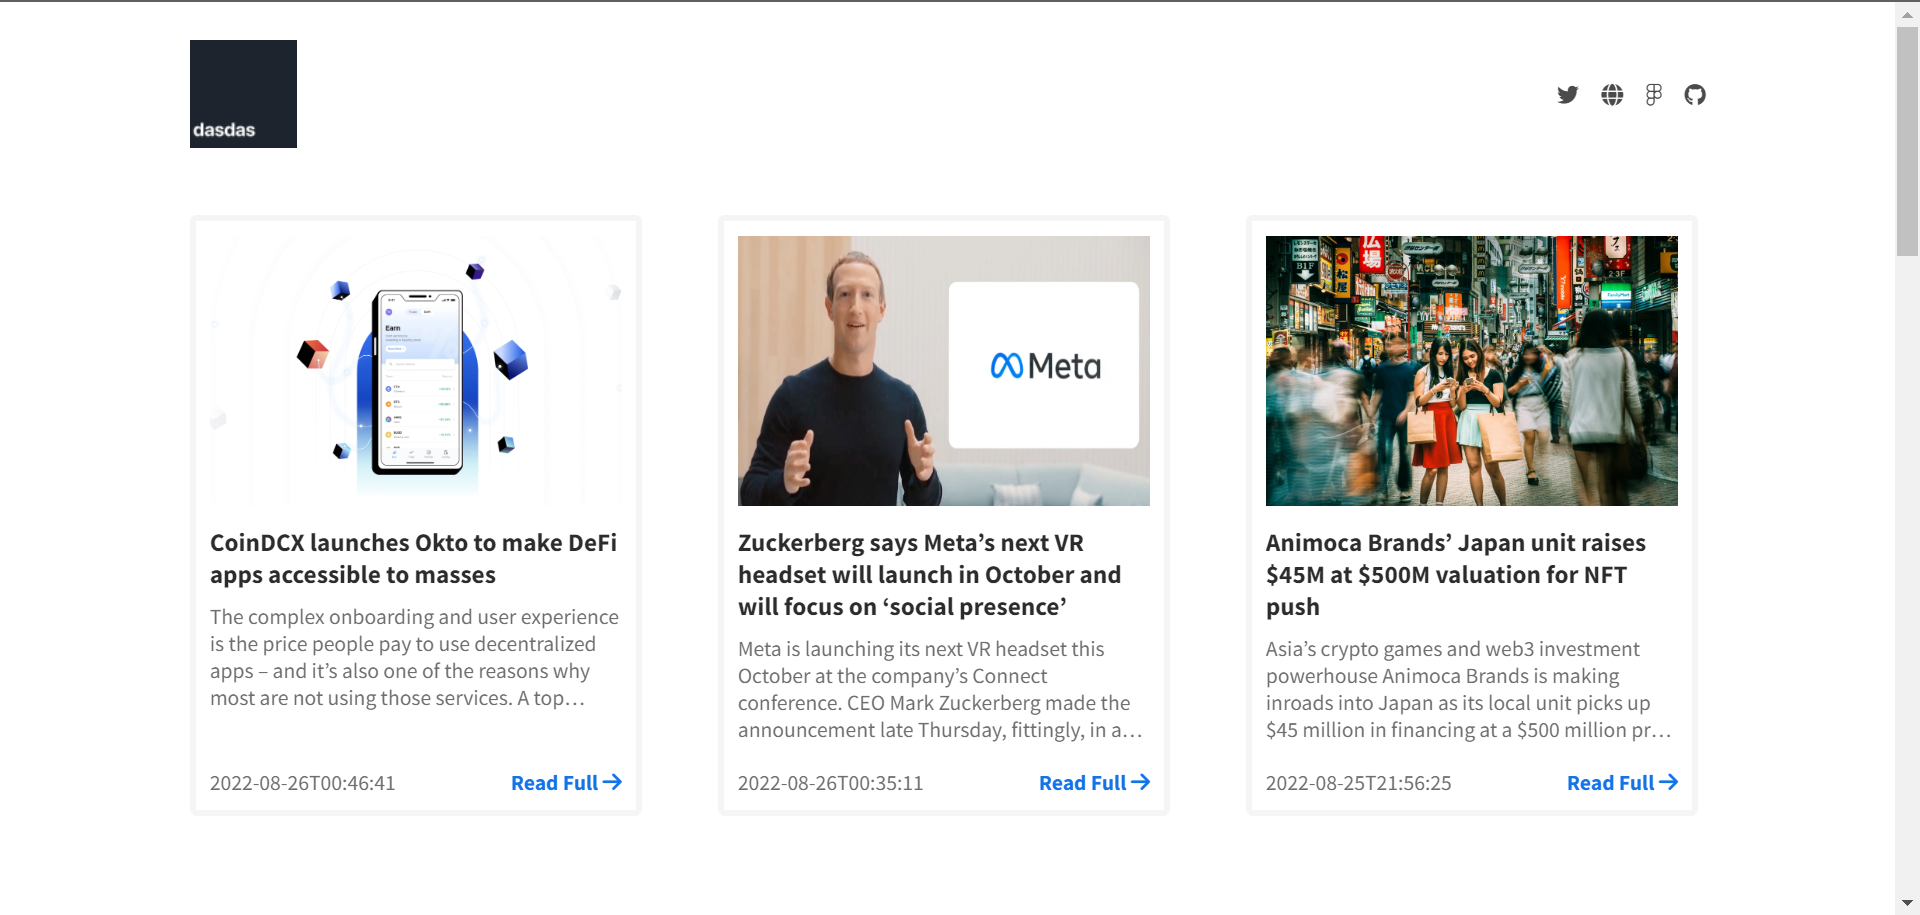 dasdas
Earn
Meta
広
場
B1F
23F
FamilyMart
CoinDCX launches Okto to make DeFi
apps accessible to masses
The complex onboarding and user experience
is the price people pay to use decentralized
apps – and it’s also one of the reasons why
most are not using those services. A top…
2022-08-26T00:46:41
Read Full
Zuckerberg says Meta’s next VR
headset will launch in October and
will focus on ‘social presence’
Meta is launching its next VR headset this
October at the company’s Connect
conference. CEO Mark Zuckerberg made the
announcement late Thursday, fittingly, in a…
2022-08-26T00:35:11
Read Full
Animoca Brands’ Japan unit raises
$45M at $500M valuation for NFT
push
Asia’s crypto games and web3 investment
powerhouse Animoca Brands is making
inroads into Japan as its local unit picks up
$45 million in financing at a $500 million pr…
2022-08-25T21:56:25
Read Full